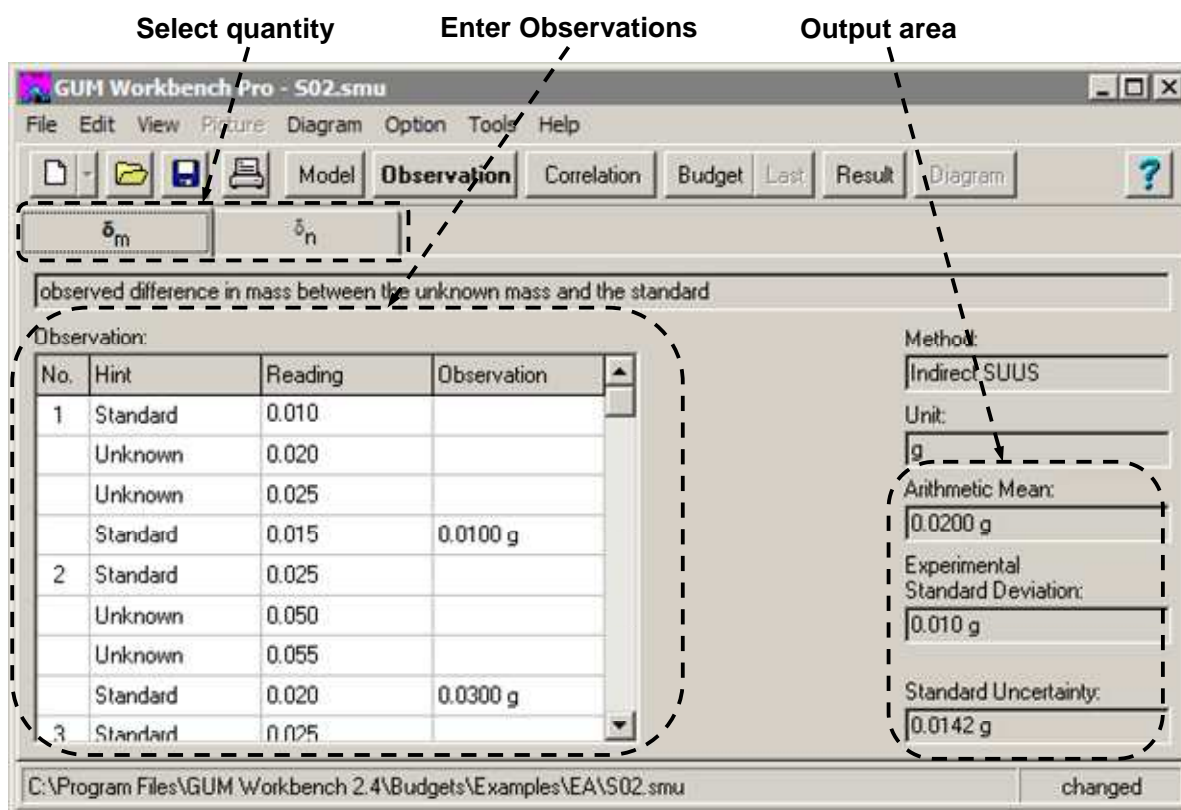 Select quantity Enter Observations Output area
GUM Workbench Pro - S02.smu
File Edit View Picture Diagram Option Tools Help
Model Observation Correlation Budget Last Result Diagram ?
δm δn
observed difference in mass between the unknown mass and the standard
Observation: Method:
No. Hint Reading Observation Indirect SUUS
1 Standard 0.010 Unit:
Unknown 0.020 g
Unknown 0.025 Arithmetic Mean:
Standard 0.015 0.0100 g 0.0200 g
2 Standard 0.025 Experimental
Standard Deviation:
Unknown 0.050 0.010 g
Unknown 0.055
Standard 0.020 0.0300 g Standard Uncertainty:
3 Standard 0.025 0.0142 g
C:\Program Files\GUM Workbench 2.4\Budgets\Examples\EA\S02.smu changed